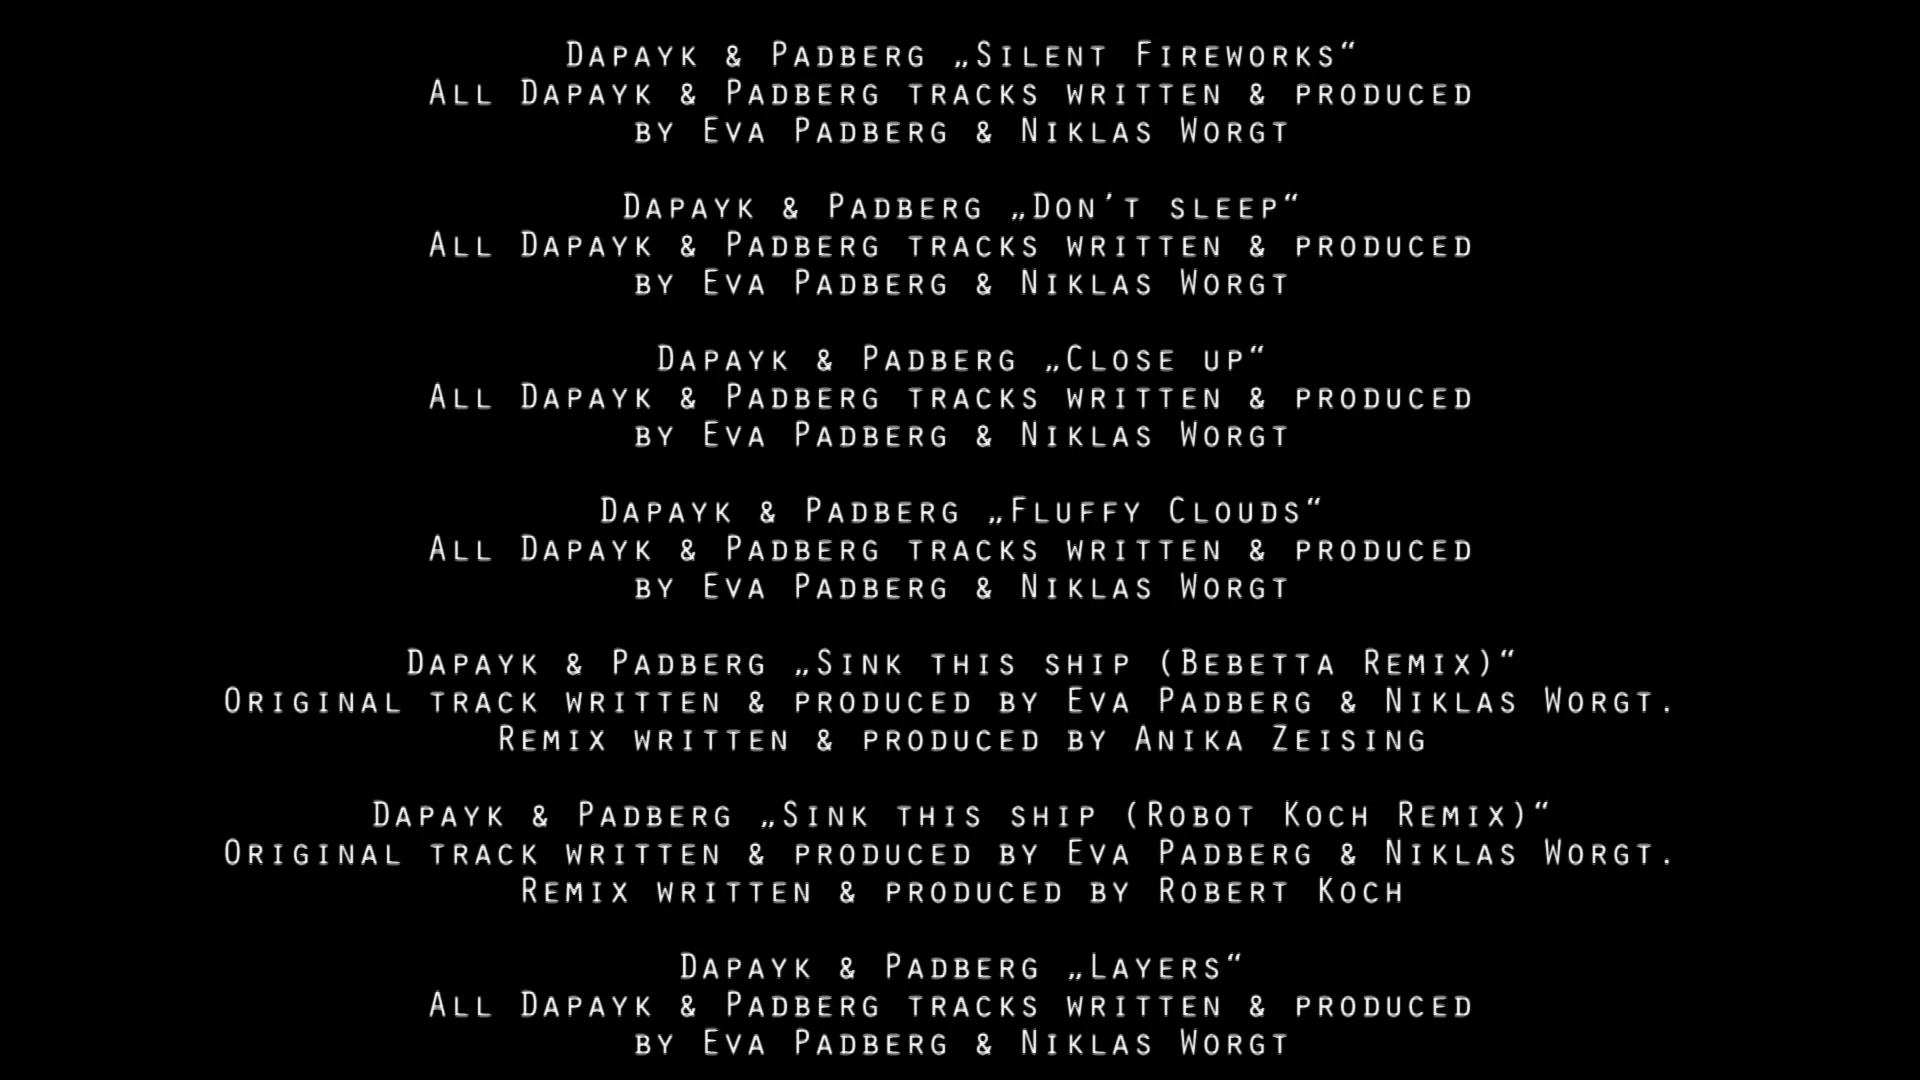 Dapayk & Padberg „Silent Fireworks“
All Dapayk & Padberg tracks written & produced
by Eva Padberg & Niklas Worgt
Dapayk & Padberg „Don't sleep“
All Dapayk & Padberg tracks written & produced
by Eva Padberg & Niklas Worgt
Dapayk & Padberg „Close up“
All Dapayk & Padberg tracks written & produced
by Eva Padberg & Niklas Worgt
Dapayk & Padberg „Fluffy Clouds“
All Dapayk & Padberg tracks written & produced
by Eva Padberg & Niklas Worgt
Dapayk & Padberg „Sink this ship (Bebetta Remix)“
Original track written & produced by Eva Padberg & Niklas Worgt.
Remix written & produced by Anika Zeising
Dapayk & Padberg „Sink this ship (Robot Koch Remix)“
Original track written & produced by Eva Padberg & Niklas Worgt.
Remix written & produced by Robert Koch
Dapayk & Padberg „Layers“
All Dapayk & Padberg tracks written & produced
by Eva Padberg & Niklas Worgt